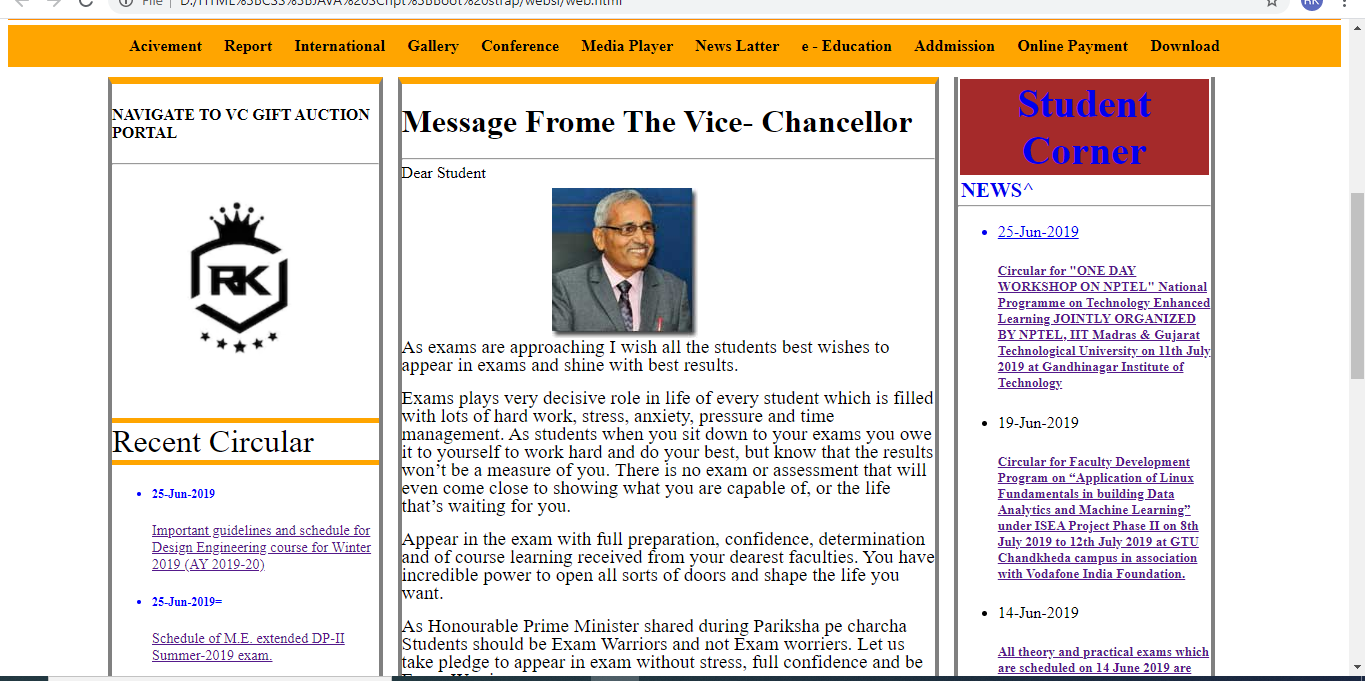 File | D:/HTML%3BCSS%3BJAVA%20SCript%3BBoot%20strap/websi/web.html
RK
Acivement Report International Gallery Conference Media Player News Latter e - Education Addmission Online Payment Download
NAVIGATE TO VC GIFT AUCTION
PORTAL
RK
Recent Circular
25-Jun-2019
Important guidelines and schedule for
Design Engineering course for Winter
2019 (AY 2019-20)
25-Jun-2019=
Schedule of M.E. extended DP-II
Summer-2019 exam.
Message Frome The Vice- Chancellor
Dear Student
As exams are approaching I wish all the students best wishes to
appear in exams and shine with best results.
Exams plays very decisive role in life of every student which is filled
with lots of hard work, stress, anxiety, pressure and time
management. As students when you sit down to your exams you owe
it to yourself to work hard and do your best, but know that the results
won’t be a measure of you. There is no exam or assessment that will
even come close to showing what you are capable of, or the life
that’s waiting for you.
Appear in the exam with full preparation, confidence, determination
and of course learning received from your dearest faculties. You have
incredible power to open all sorts of doors and shape the life you
want.
As Honourable Prime Minister shared during Pariksha pe charcha
Students should be Exam Warriors and not Exam worriers. Let us
take pledge to appear in exam without stress, full confidence and be
Student
Corner
NEWS^
25-Jun-2019
Circular for "ONE DAY
WORKSHOP ON NPTEL" National
Programme on Technology Enhanced
Learning JOINTLY ORGANIZED
BY NPTEL, IIT Madras & Gujarat
Technological University on 11th July
2019 at Gandhinagar Institute of
Technology
19-Jun-2019
Circular for Faculty Development
Program on “Application of Linux
Fundamentals in building Data
Analytics and Machine Learning”
under ISEA Project Phase II on 8th
July 2019 to 12th July 2019 at GTU
Chandkheda campus in association
with Vodafone India Foundation.
14-Jun-2019
All theory and practical exams which
are scheduled on 14 June 2019 are